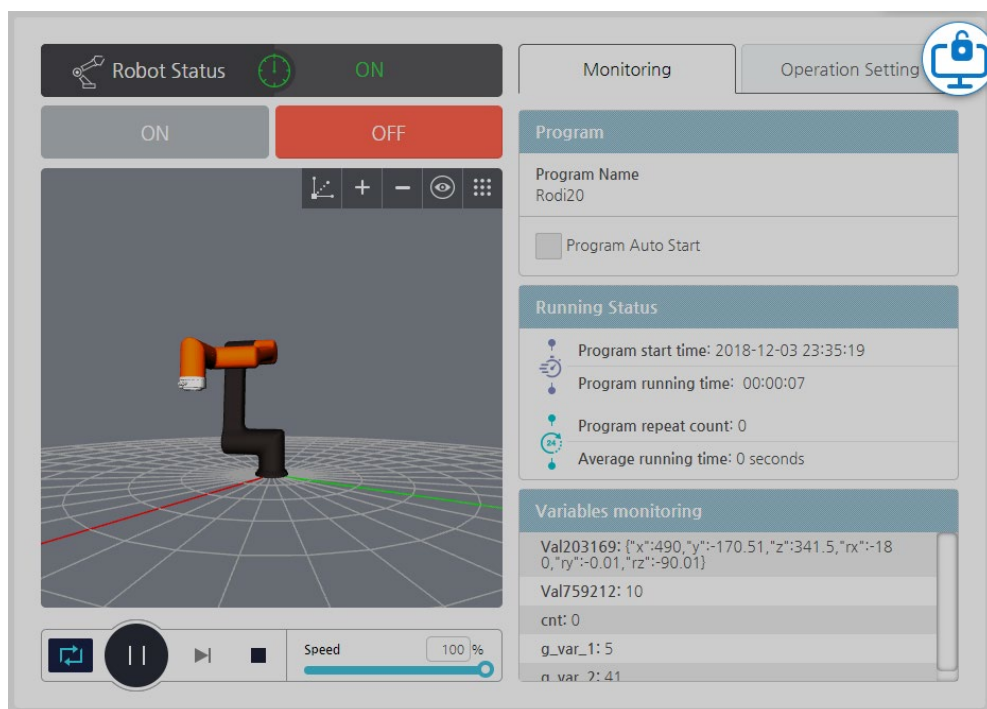 Robot Status
ON
Monitoring
Operation Setting
ON
OFF
Program
Program Name
Rodi20
Program Auto Start
Running Status
Program start time: 2018-12-03 23:35:19
Program running time: 00:00:07
24
Program repeat count: 0
Average running time: 0 seconds
Variables monitoring
Val203169: {"x":490,"y":-170.51,"z":341.5,"rx":-18
0,"ry":-0.01,"rz":-90.01}
Val759212: 10
cnt: 0
g_var_1: 5
g_var_2: 41
Speed
100 %